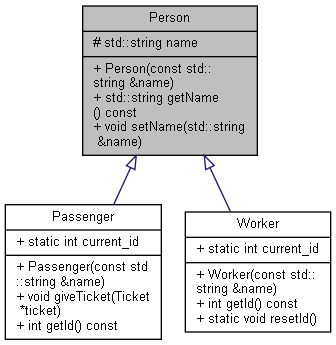 Person
# std::string name
+ Person(const std::
string &name)
+ std::string getName
() const
+ void setName(std::string
&name)
Passenger
+ static int current_id
+ Passenger(const std
::string &name)
+ void giveTicket(Ticket
*ticket)
+ int getId() const
Worker
+ static int current_id
+ Worker(const std::
string &name)
+ int getId() const
+ static void resetId()